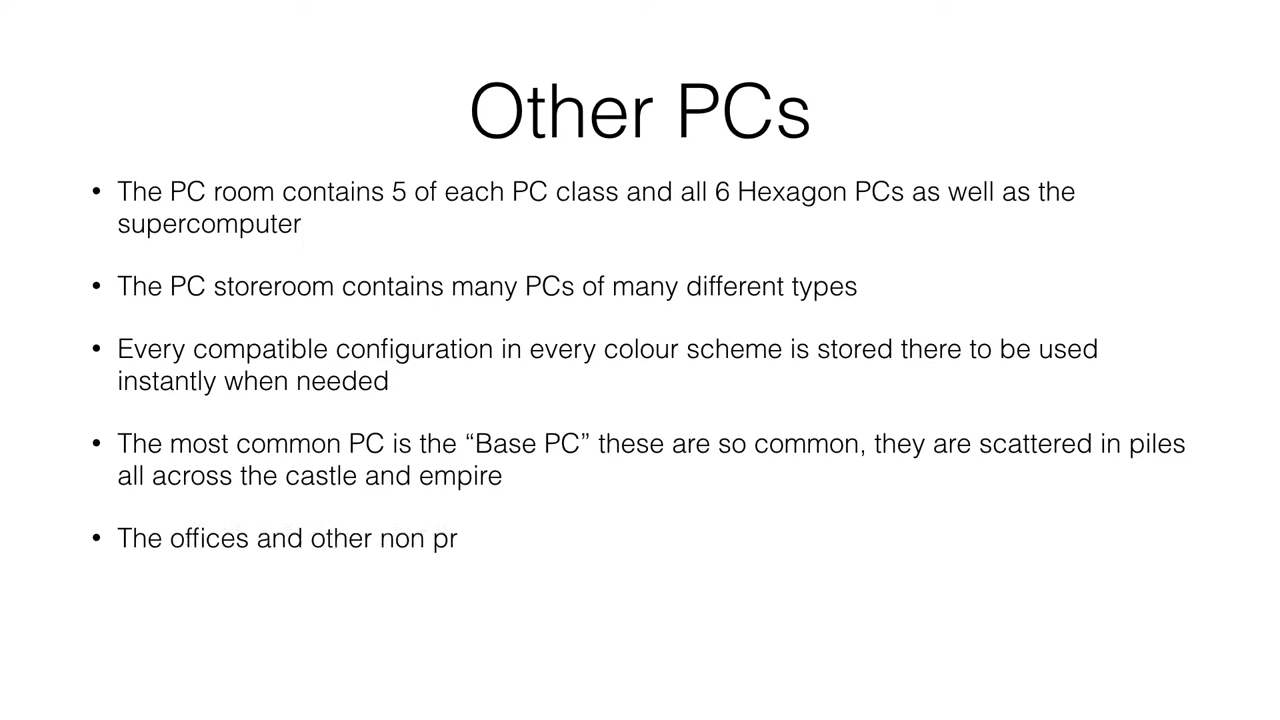 Other PCs
• The PC room contains 5 of each PC class and all 6 Hexagon PCs as well as the
supercomputer
• The PC storeroom contains many PCs of many different types
• Every compatible configuration in every colour scheme is stored there to be used
instantly when needed
• The most common PC is the “Base PC” these are so common, they are scattered in piles
all across the castle and empire
• The offices and other non pr